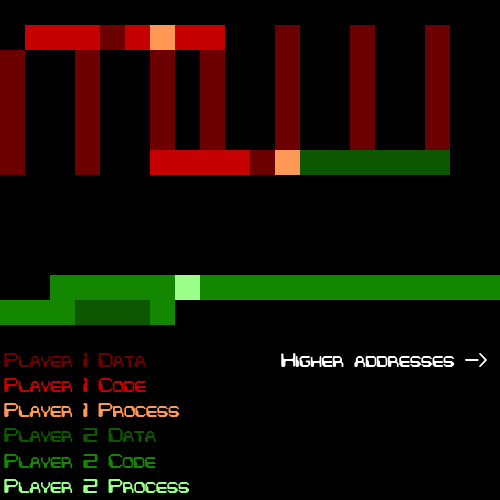 Player 1 Data
Higher addresses –>
Player 1 Code
Player 1 Process
Player 2 Data
Player 2 Code
Player 2 Process